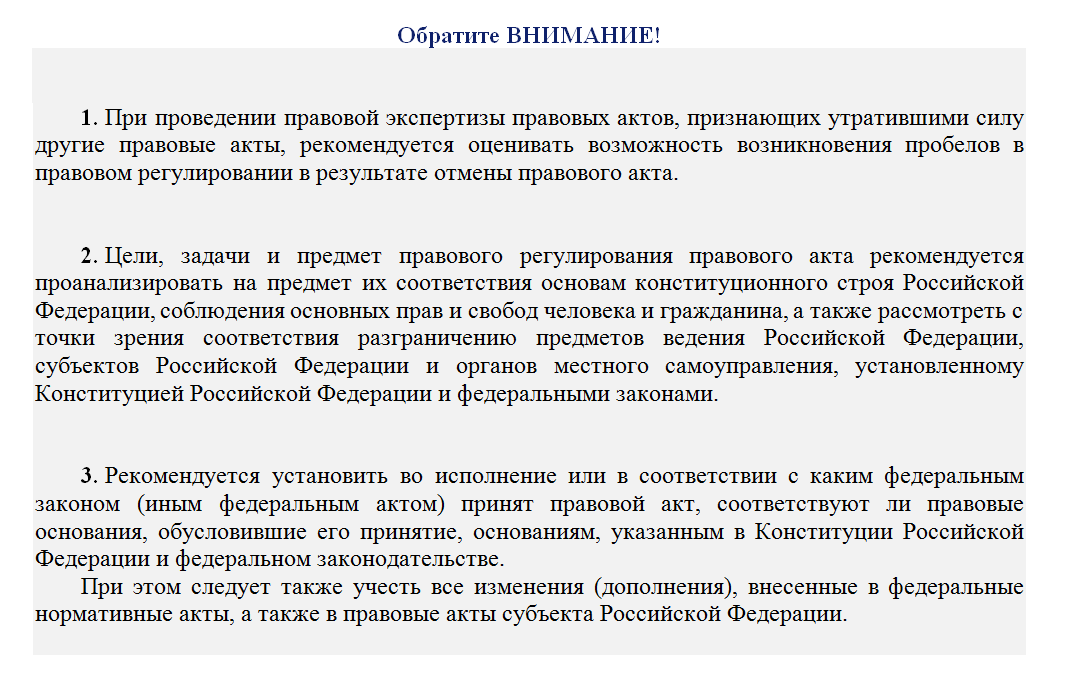 Обратите ВНИМАНИЕ!
1. При проведении правовой экспертизы правовых актов, признающих утратившими силу
другие правовые акты, рекомендуется оценивать возможность возникновения пробелов в
правовом регулировании в результате отмены правового акта.
2. Цели, задачи и предмет правового регулирования правового акта рекомендуется
проанализировать на предмет их соответствия основам конституционного строя Российской
Федерации, соблюдения основных прав и свобод человека и гражданина, а также рассмотреть с
точки зрения соответствия разграничению предметов ведения Российской Федерации,
субъектов Российской Федерации и органов местного самоуправления, установленному
Конституцией Российской Федерации и федеральными законами.
3. Рекомендуется установить во исполнение или в соответствии с каким федеральным
законом (иным федеральным актом) принят правовой акт, соответствуют ли правовые
основания, обусловившие его принятие, основаниям, указанным в Конституции Российской
Федерации и федеральном законодательстве.
При этом следует также учесть все изменения (дополнения), внесенные в федеральные
нормативные акты, а также в правовые акты субъекта Российской Федерации.